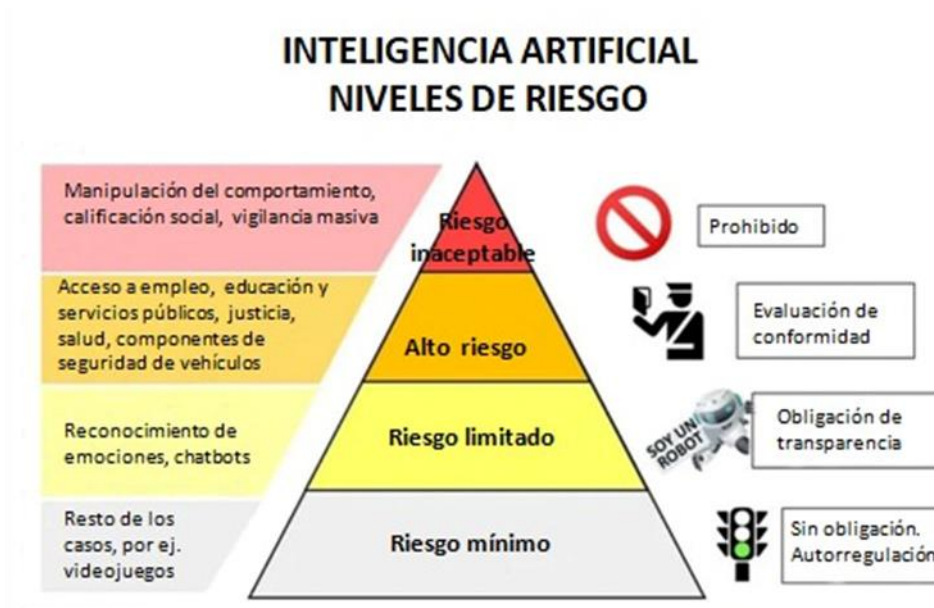 INTELIGENCIA ARTIFICIAL
NIVELES DE RIESGO
Manipulación del comportamiento,
calificación social, vigilancia masiva
Riesgo
inaceptable
Prohibido
Acceso a empleo, educación y
servicios públicos, justicia,
salud, componentes de
seguridad de vehículos
Alto riesgo
Evaluación de
conformidad
Reconocimiento de
emociones, chatbots
Riesgo limitado
SOY UN
ROBOT
Obligación de
transparencia
Resto de los
casos, por ej.
videojuegos
Riesgo mínimo
Sin obligación.
Autorregulación